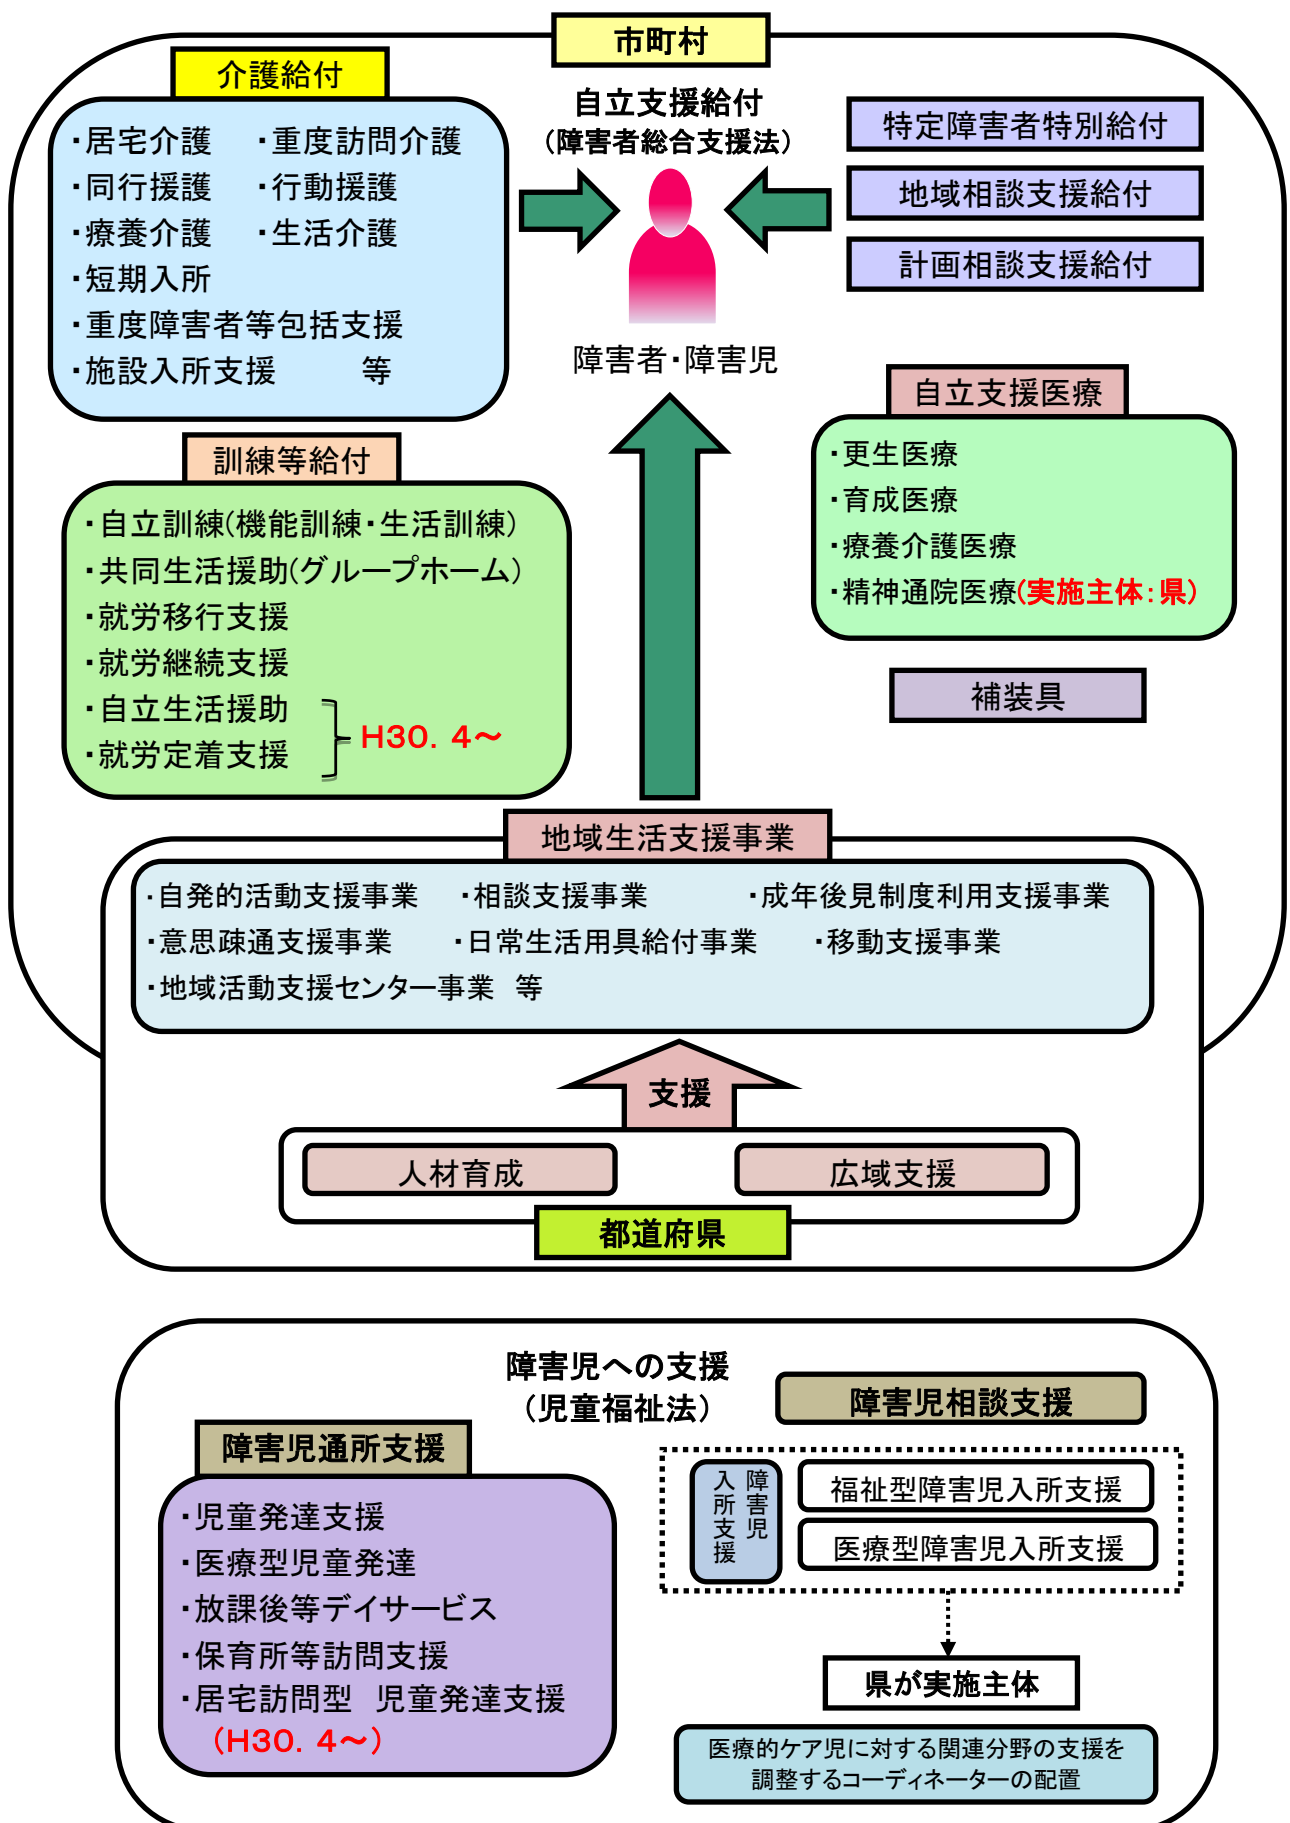 市町村
介護給付
・居宅介護　・重度訪問介護
・同行援護　・行動援護
・療養介護　・生活介護
・短期入所
・重度障害者等包括支援
・施設入所支援　　等
自立支援給付
（障害者総合支援法）
障害者・障害児
特定障害者特別給付
地域相談支援給付
計画相談支援給付
自立支援医療
・更生医療
・育成医療
・療養介護医療
・精神通院医療(実施主体：県)
補装具
訓練等給付
・自立訓練(機能訓練・生活訓練)
・共同生活援助(グループホーム)
・就労移行支援
・就労継続支援
・自立生活援助
・就労定着支援
H30．4～
地域生活支援事業
・自発的活動支援事業　・相談支援事業　・成年後見制度利用支援事業
・意思疎通支援事業　・日常生活用具給付事業　・移動支援事業
・地域活動支援センター事業　等
支援
人材育成
広域支援
都道府県
障害児への支援
（児童福祉法）
障害児通所支援
・児童発達支援
・医療型児童発達
・放課後等デイサービス
・保育所等訪問支援
・居宅訪問型　児童発達支援
（H30．4～）
障害児相談支援
障害児
入所支援
福祉型障害児入所支援
医療型障害児入所支援
県が実施主体
医療的ケア児に対する関連分野の支援を
調整するコーディネーターの配置